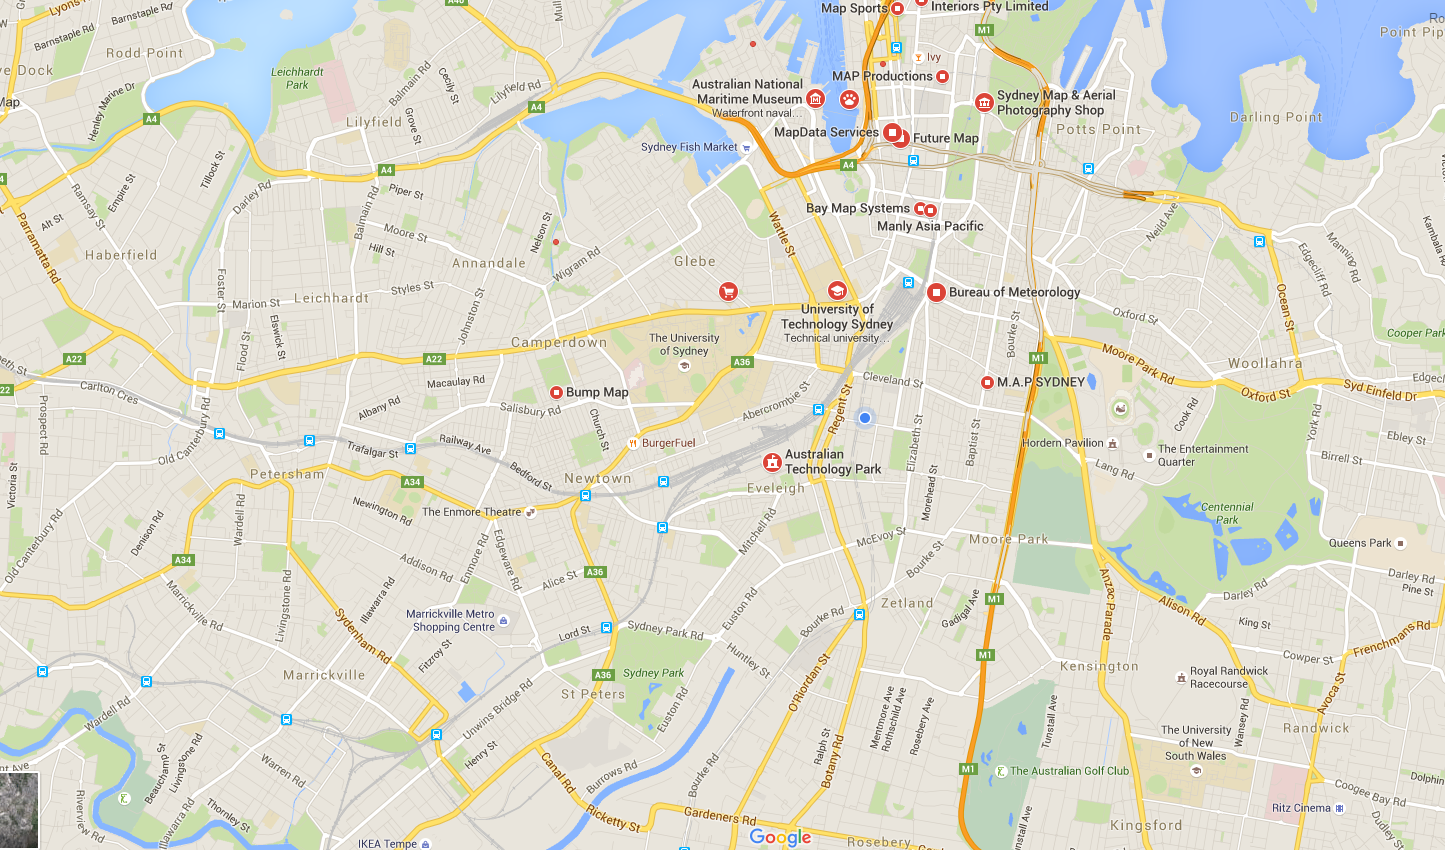 Lyons Rd
Barnstaple Rd
Barnstaple Rd
Rodd Point
Dock
Henley Marine Dr
Map
Leichhardt
Park
Balmain Rd
Cecily St
Lilyfield Rd
Lilyfield Rd
A40
Mullens
A4
A4
Lilyfield
Grove St
Map Sports
Interiors Pty Limited
M1
Ivy
MAP Productions
Australian National
Maritime Museum
Waterfront naval...
Sydney Map & Aerial
Photography Shop
Potts Point
Darling Point
Point Pip
MapData Services
Future Map
Sydney Fish Market
A4
A4
Tillock St
Darley Rd
Empire St
Ramsay St
Alt St
Parramatta Rd
Haberfield
Balmain Rd
Piper St
Moore St
Hill St
Annandale
Nelson St
Wigram Rd
Glebe
Wattle St
Bay Map Systems
Manly Asia Pacific
Neild Ave
Edgecliff Rd
Manning Rd
Kambala Rd
Foster St
Marion St
Leichhardt
Styles St
Johnston St
Elswick St
Flood St
University of
Technology Sydney
Technical university...
Bureau of Meteorology
Oxford St
Ocean St
Cooper Park
Woollahra
Bourke St
M1
Moore Park Rd
Camperdown
The University
of Sydney
A36
A22
A22
22
Carlton Cres
Macaulay Rd
Albany Rd
Salisbury Rd
Bump Map
Church St
Abercrombie St
Cleveland St
Regent St
M.A.P SYDNEY
Oxford St
Syd Einfeld Dr
Edgecliff
Cook Rd
York Rd
Prospect Rd
Old Canterbury Rd
Trafalgar St
Railway Ave
Bedford St
BurgerFuel
Elizabeth St
Baptist St
Hordern Pavilion
The Entertainment
Quarter
Lang Rd
Ebley St
Birrell St
Victoria St
Petersham
A34
Newington Rd
Newtown
Australian
Technology Park
Eveleigh
Morehead St
Centennial
Park
Queens Park
Old Canterbury Rd
Denison Rd
Wardell Rd
The Enmore Theatre
Edgeware Rd
Enmore Rd
Addison Rd
Mitchell Rd
McEvoy St
Bourke St
Moore Park
A34
Alice St
A36
Anzac Parade
Alison Rd
Darley Rd
Darley Rd
Pine St
Marrickville Rd
Livingstone Rd
Illawarra Rd
Sydenham Rd
Marrickville Metro
Shopping Centre
Euston Rd
Bourke Rd
Zetland
Gadigal Ave
M1
King St
Frenchmans Rd
Fitzroy St
Lord St
Sydney Park Rd
Huntley St
M1
Kensington
Cowper St
Marrickville
A36
Sydney Park
St Peters
Unwins Bridge Rd
Euston Rd
O'Riordan St
Mentmore Ave
Rothschild Ave
Rosebery Ave
Royal Randwick
Racecourse
Avoca St
Tunstall Ave
Wansey Rd
Randwick
Wardell Rd
Henry St
Ralph St
Botany Rd
The University
of New
South Wales
Beauchamp St
Livingstone Rd
Warren Rd
Canal Rd
Burrows Rd
Bourke Rd
M1
The Australian Golf Club
Dolphin
Coogee Bay Rd
Ritz Cinema
Riverview
Illawarra Rd
Thornley St
Ricketty St
Gardeners Rd
Kingsford
Dudley St
IKEA Tempe
Google
Rosebery
Tunstall Ave